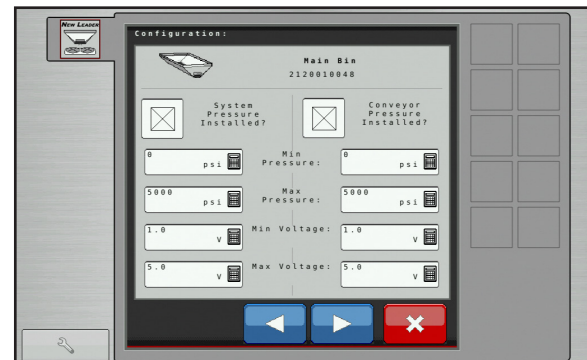 NEW LEADER
Configuration:
Main Bin
2120010048
System
Pressure
Installed?
Conveyor
Pressure
Installed?
0
psi
Min
Pressure:
0
psi
5000
psi
Max
Pressure:
5000
psi
1.0
V
Min Voltage:
1.0
V
5.0
V
Max Voltage:
5.0
V